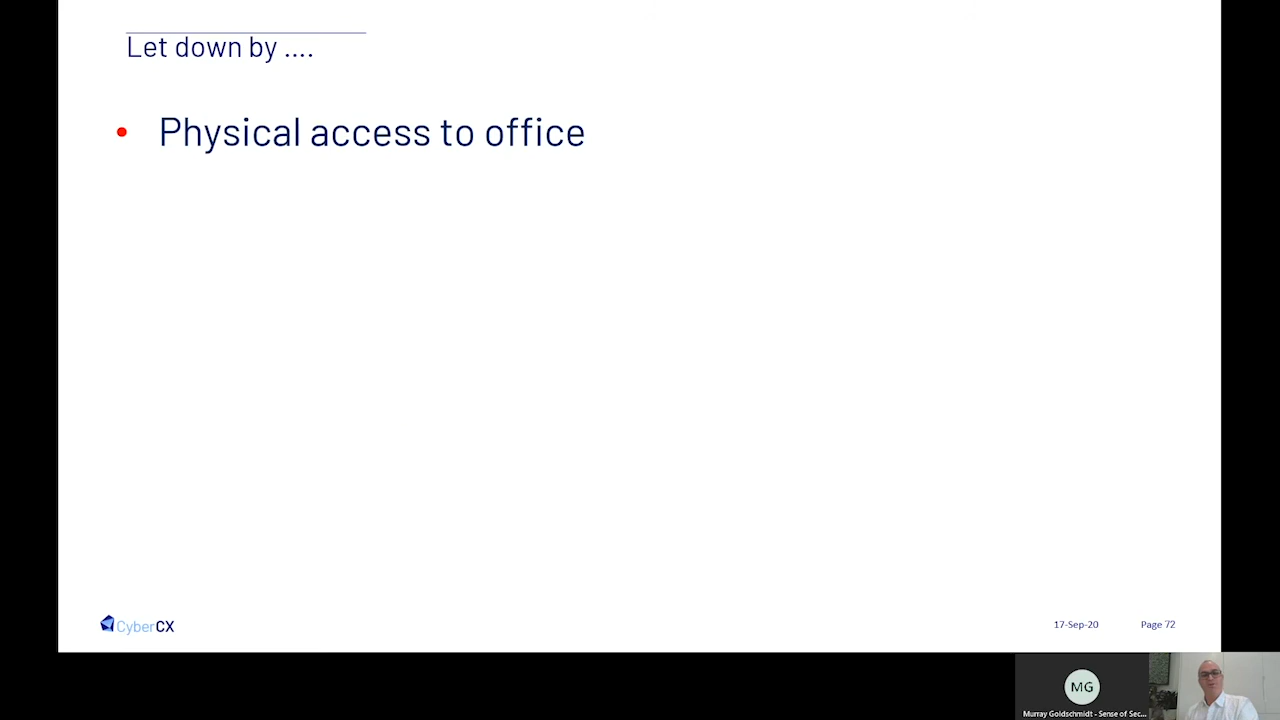 Let down by ....
• Physical access to office
CyberCX
17-Sep-20
Page 72
MG
Murray Goldschmidt - Sense of Sec...